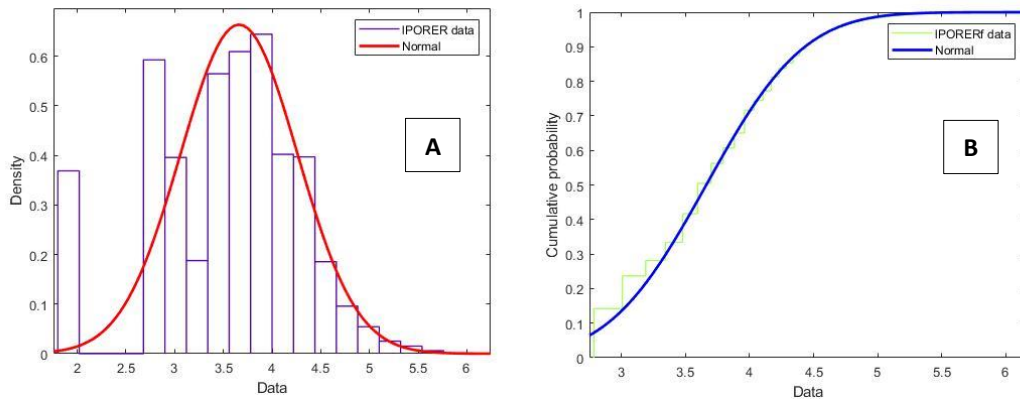 IPORER data
Normal
A
Density
0.6
0.5
0.4
0.3
0.2
0.1
0
2 2.5 3 3.5 4 4.5 5 5.5 6
Data
IPORERf data
Normal
B
Cumulative probability
1
0.9
0.8
0.7
0.6
0.5
0.4
0.3
0.2
0.1
0
3 3.5 4 4.5 5 5.5 6
Data